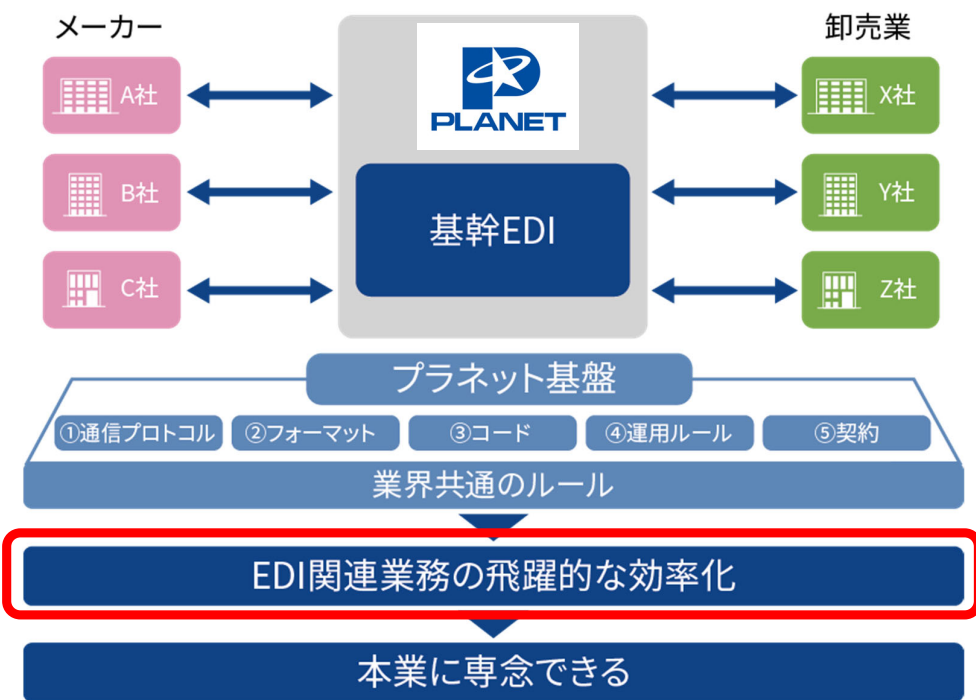 メーカー
卸売業
A社
B社
C社
PLANET
基幹EDI
X社
Y社
Z社
プラネット基盤
①通信プロトコル ②フォーマット ③コード ④運用ルール ⑤契約
業界共通のルール
EDI関連業務の飛躍的な効率化
本業に専念できる